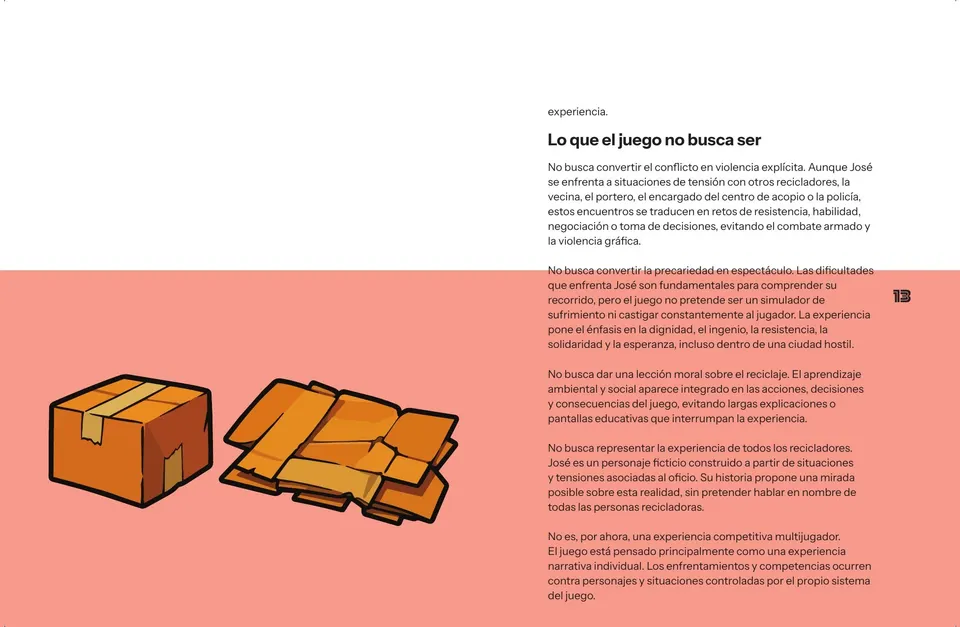 experiencia.
Lo que el juego no busca ser
No busca convertir el conflicto en violencia explícita. Aunque José
se enfrenta a situaciones de tensión con otros recicladores, la
vecina, el portero, el encargado del centro de acopio o la policía,
estos encuentros se traducen en retos de resistencia, habilidad,
negociación o toma de decisiones, evitando el combate armado y
la violencia gráfica.
No busca convertir la precariedad en espectáculo. Las dificultades
que enfrenta José son fundamentales para comprender su
recorrido, pero el juego no pretende ser un simulador de
sufrimiento ni castigar constantemente al jugador. La experiencia
pone el énfasis en la dignidad, el ingenio, la resistencia, la
solidaridad y la esperanza, incluso dentro de una ciudad hostil.
13
No busca dar una lección moral sobre el reciclaje. El aprendizaje
ambiental y social aparece integrado en las acciones, decisiones
y consecuencias del juego, evitando largas explicaciones o
pantallas educativas que interrumpan la experiencia.
No busca representar la experiencia de todos los recicladores.
José es un personaje ficticio construido a partir de situaciones
y tensiones asociadas al oficio. Su historia propone una mirada
posible sobre esta realidad, sin pretender hablar en nombre de
todas las personas recicladoras.
No es, por ahora, una experiencia competitiva multijugador.
El juego está pensado principalmente como una experiencia
narrativa individual. Los enfrentamientos y competencias ocurren
contra personajes y situaciones controladas por el propio sistema
del juego.